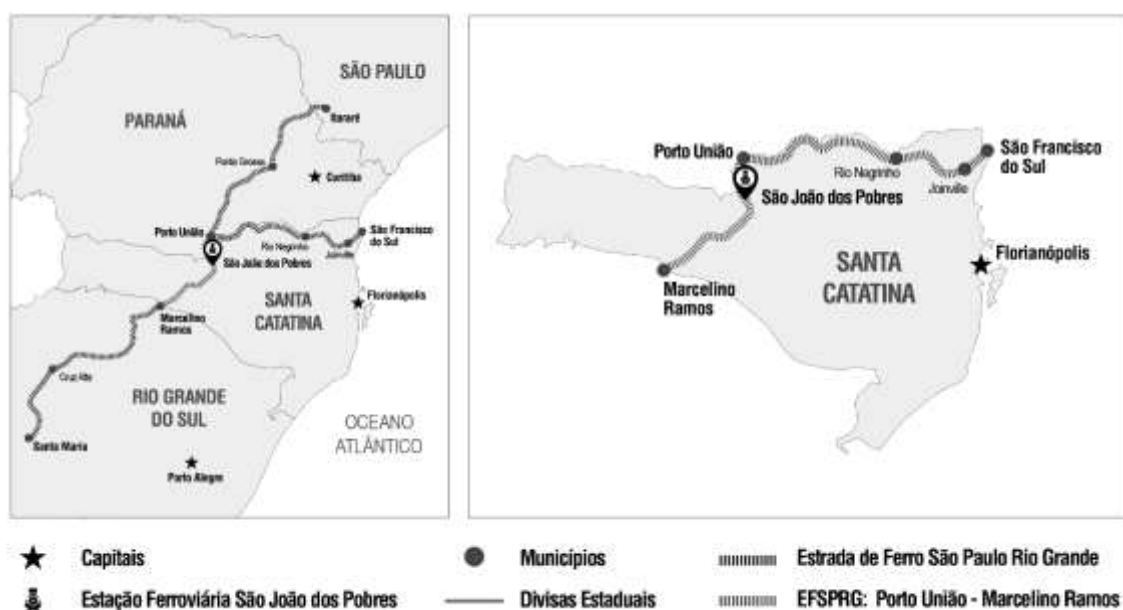 SÃO PAULO
PARANÁ
Itararé
Ponta Grossa
Curitiba
Porto União
São Francisco
do Sul
Rio Negrinho
Joinville
São João dos Pobres
Florianópolis
SANTA
CATATINA
Marcelino
Ramos
Cruz Alta
RIO GRANDE
DO SUL
OCEANO
ATLÂNTICO
Santa Maria
Porto Alegre
Porto União
São Francisco
do Sul
Rio Negrinho
Joinville
São João dos Pobres
Florianópolis
SANTA
CATATINA
Marcelino
Ramos
Capitais
Municípios
Estrada de Ferro São Paulo Rio Grande
Estação Ferroviária São João dos Pobres
Divisas Estaduais
EFSPRG: Porto União - Marcelino Ramos